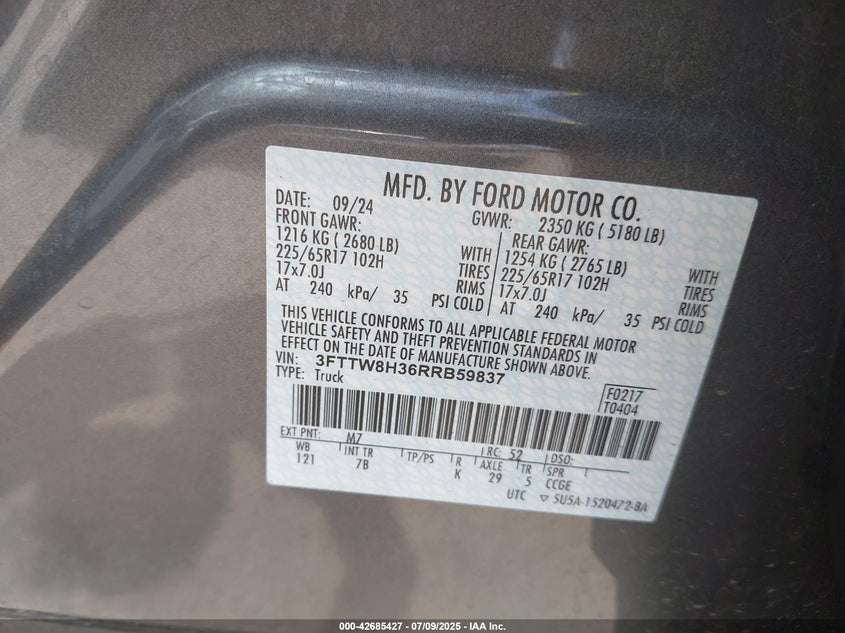 MFD. BY FORD MOTOR CO.
DATE: 09/24 GVWR: 2350 KG ( 5180 LB)
FRONT GAWR: REAR GAWR:
1216 KG ( 2680 LB) WITH 1254 KG ( 2765 LB) WITH
225/65R17 102H TIRES 225/65R17 102H TIRES
17x7.0J RIMS 17x7.0J RIMS
AT 240 kPa/ 35 PSI COLD AT 240 kPa/ 35 PSI COLD
THIS VEHICLE CONFORMS TO ALL APPLICABLE FEDERAL MOTOR
VEHICLE SAFETY AND THEFT PREVENTION STANDARDS IN
EFFECT ON THE DATE OF MANUFACTURE SHOWN ABOVE.
VIN: 3FTTW8H36RRB59837
TYPE: Truck
F0217
T0404
EXT PNT: M7 RC: 52 DSO:
WB INT TR TP/PS R AXLE TR SPR
121 7B K 29 5 CCGE
UTC ▽ 5U5A-1520472-BA
000-42685427 - 07/09/2025 - IAA Inc.